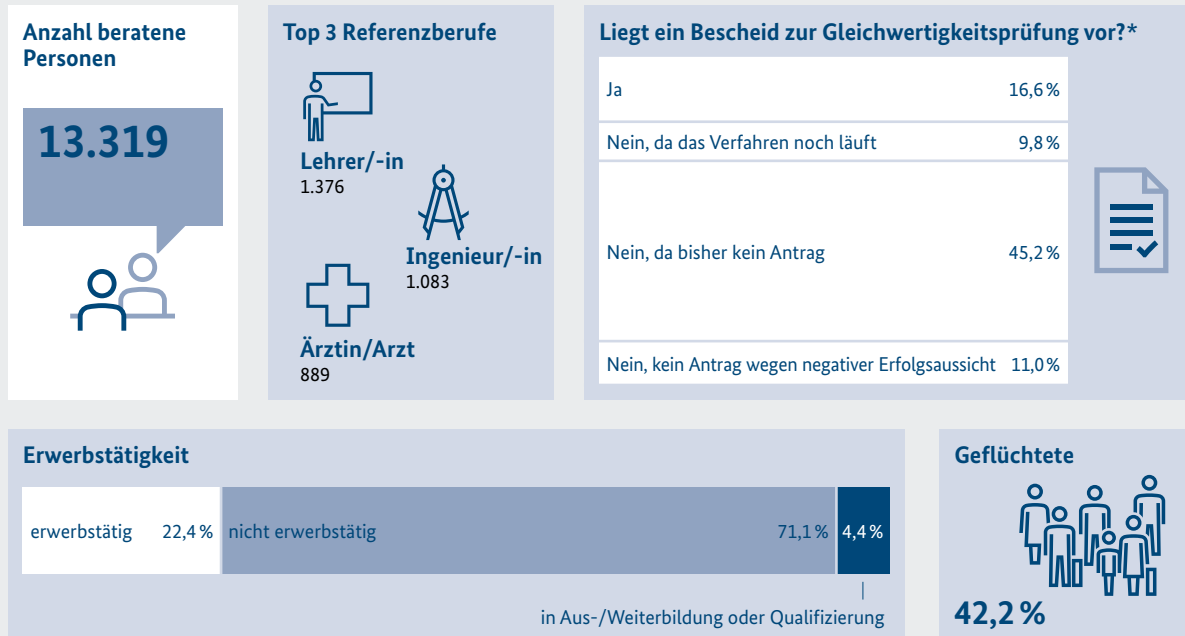 Anzahl beratene
Personen
13.319
Top 3 Referenzberufe
Lehrer/-in
1.376
Ingenieur/-in
1.083
Ärztin/Arzt
889
Liegt ein Bescheid zur Gleichwertigkeitsprüfung vor?*
Ja 16,6 %
Nein, da das Verfahren noch läuft 9,8 %
Nein, da bisher kein Antrag 45,2 %
Nein, kein Antrag wegen negativer Erfolgsaussicht 11,0 %
Erwerbstätigkeit
erwerbstätig 22,4 % nicht erwerbstätig 71,1 % 4,4 %
in Aus-/Weiterbildung oder Qualifizierung
Geflüchtete
42,2 %